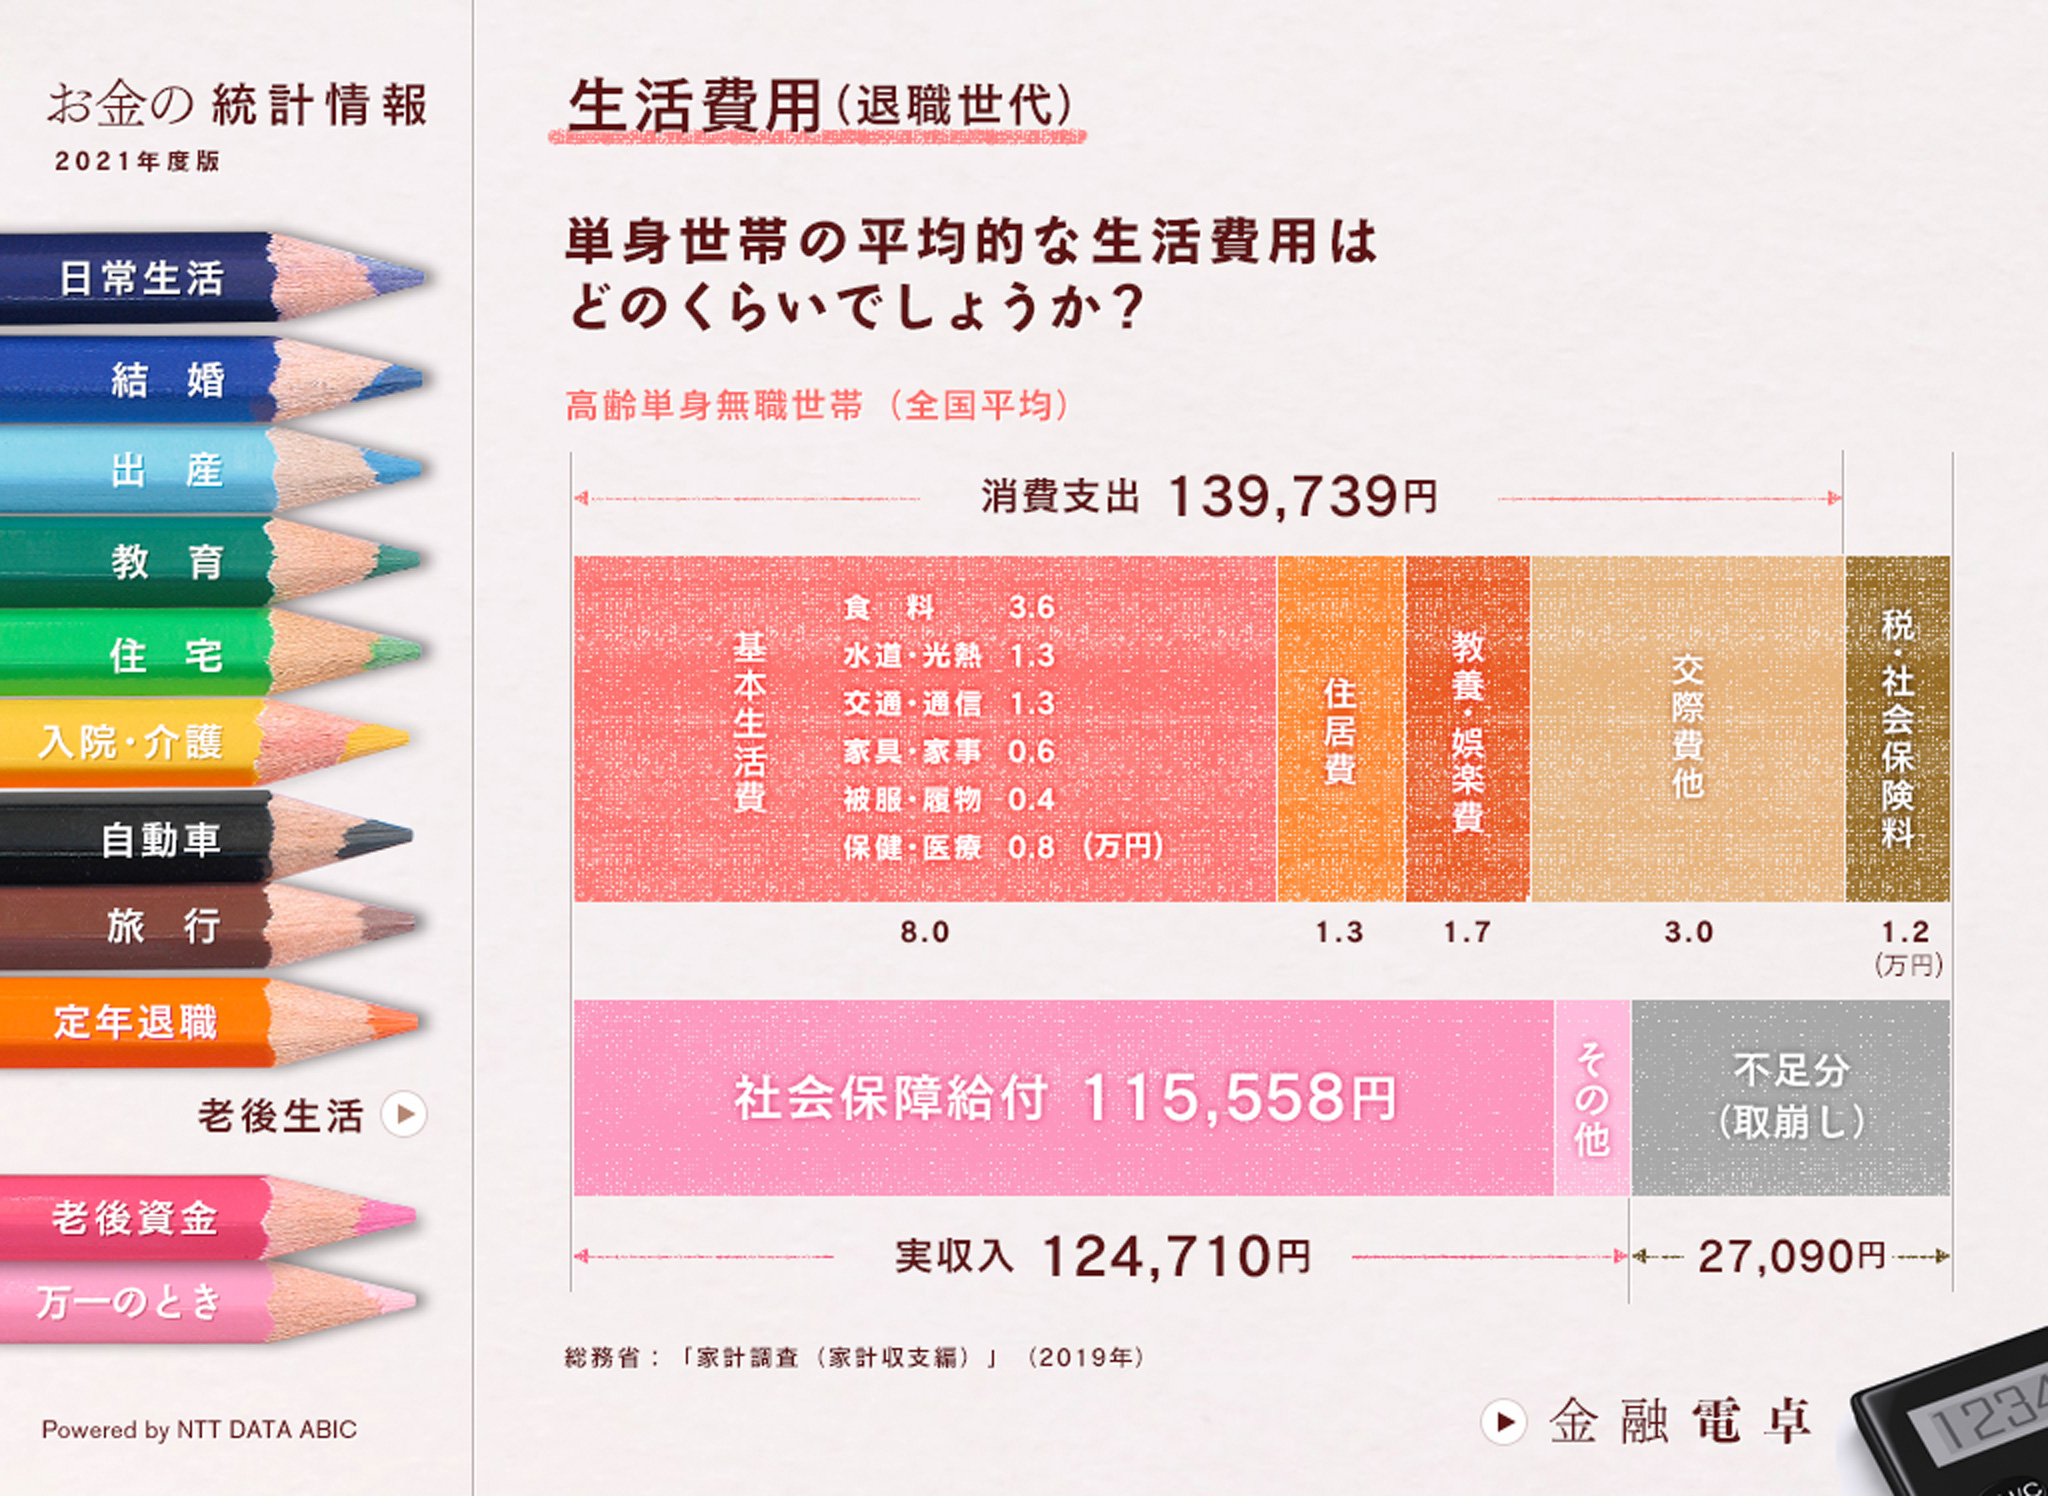 お金の 統計情報
2021年度版
日常生活
結 婚
出 産
教 育
住 宅
入院・介護
自動車
旅 行
定年退職
老後生活
老後資金
万一のとき
Powered by NTT DATA ABIC
生活費用(退職世代)
単身世帯の平均的な生活費用は
どのくらいでしょうか?
高齢単身無職世帯(全国平均)
消費支出 139,739円
基本生活費
食 料 3.6
水道・光熱 1.3
交通・通信 1.3
家具・家事 0.6
被服・履物 0.4
保健・医療 0.8 (万円)
住居費
教養・娯楽費
交際費他
税・社会保険料
8.0 1.3 1.7 3.0 1.2
(万円)
社会保障給付 115,558円
その他
不足分
(取崩し)
実収入 124,710円
27,090円
総務省:「家計調査(家計収支編)」(2019年)
金融電卓